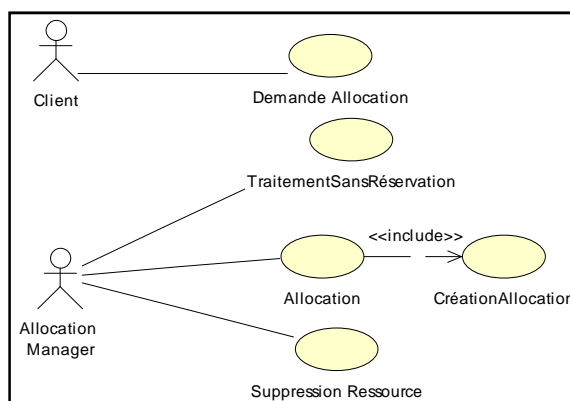 Client
Demande Allocation
TraitementSansRéservation
<<include>>
Allocation
CréationAllocation
Allocation
Manager
Suppression Ressource